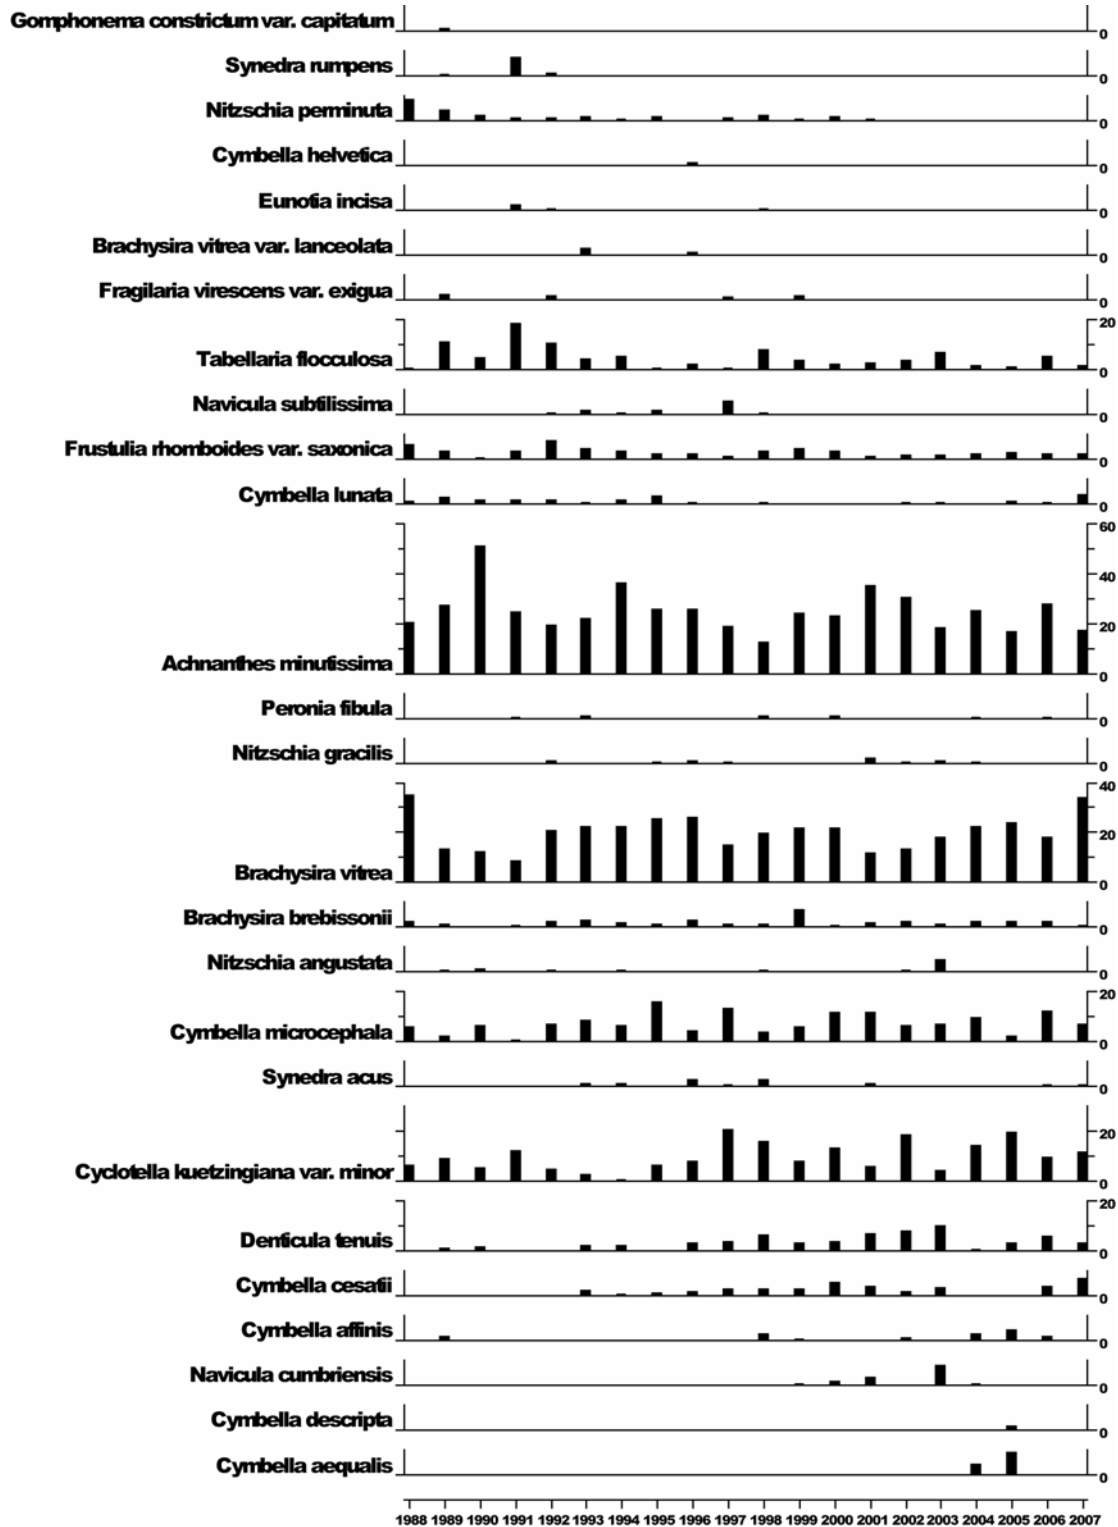 Gomphonema constrictum var. capitatum 0
Synedra rumpens 0
Nitzschia perminuta 0
Cymbella helvetica 0
Eunotia incisa 0
Brachysira vitrea var. lanceolata 0
Fragilaria virescens var. exigua 0
20
Tabellaria flocculosa 0
Navicula subtilissima 0
Frustulia rhomboides var. saxonica 0
Cymbella lunata 0
60
40
20
Achnanthes minutissima 0
Peronia fibula 0
Nitzschia gracilis 0
40
20
Brachysira vitrea 0
Brachysira brebissonii 0
Nitzschia angustata 0
20
Cymbella microcephala 0
Synedra acus 0
20
Cyclotella kuetzingiana var. minor 0
20
Denticula tenuis 0
Cymbella cesatii 0
Cymbella affinis 0
Navicula cumbriensis 0
Cymbella descripta 0
Cymbella aequalis 0
1988 1989 1990 1991 1992 1993 1994 1995 1996 1997 1998 1999 2000 2001 2002 2003 2004 2005 2006 2007